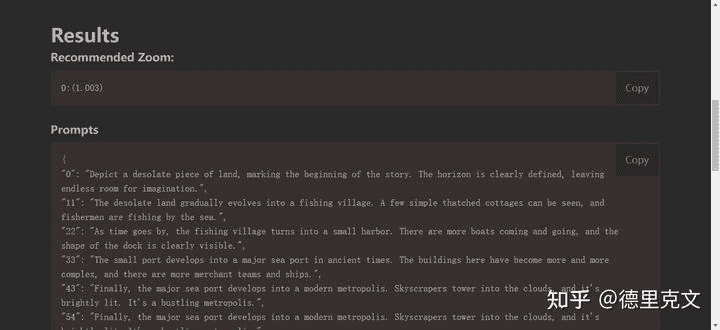 Results
Recommended Zoom:
0:(1.003)
Copy
Prompts
Copy
{
"0": "Depict a desolate piece of land, marking the beginning of the story. The horizon is clearly defined, leaving
endless room for imagination.",
"11": "The desolate land gradually evolves into a fishing village. A few simple thatched cottages can be seen, and
fishermen are fishing by the sea.",
"22": "As time goes by, the fishing village turns into a small harbor. There are more boats coming and going, and the
shape of the dock is clearly visible.",
"33": "The small port develops into a major sea port in ancient times. The buildings here have become more and more
complex, and there are more merchant teams and ships.",
"43": "Finally, the major sea port develops into a modern metropolis. Skyscrapers tower into the clouds, and it's
brightly lit. It's a bustling metropolis.",
"54": "Finally, the major sea port develops into a modern metropolis. Skyscrapers tower into the clouds, and it's
知乎 @德里克文